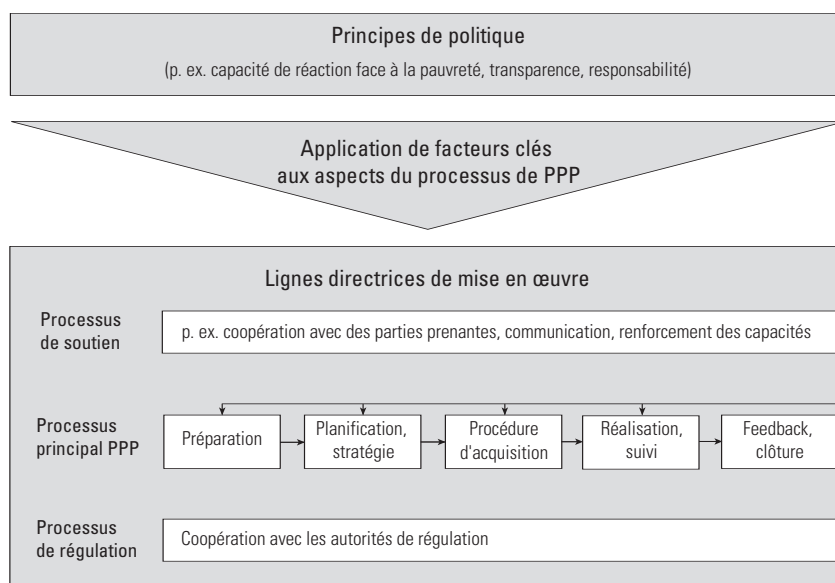 Principes de politique
(p. ex. capacité de réaction face à la pauvreté, transparence, responsabilité)
Application de facteurs clés
aux aspects du processus de PPP
Lignes directrices de mise en œuvre
Processus
de soutien
p. ex. coopération avec des parties prenantes, communication, renforcement des capacités
Processus
principal PPP
Préparation
Planification,
stratégie
Procédure
d'acquisition
Réalisation,
suivi
Feedback,
clôture
Processus
de régulation
Coopération avec les autorités de régulation